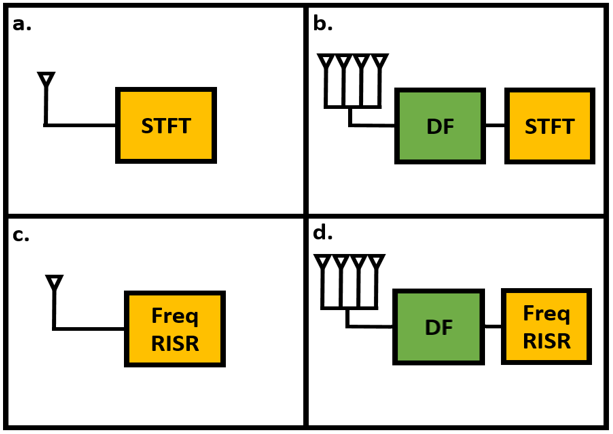 a.
STFT
b.
DF
STFT
c.
Freq
RISR
d.
DF
Freq
RISR